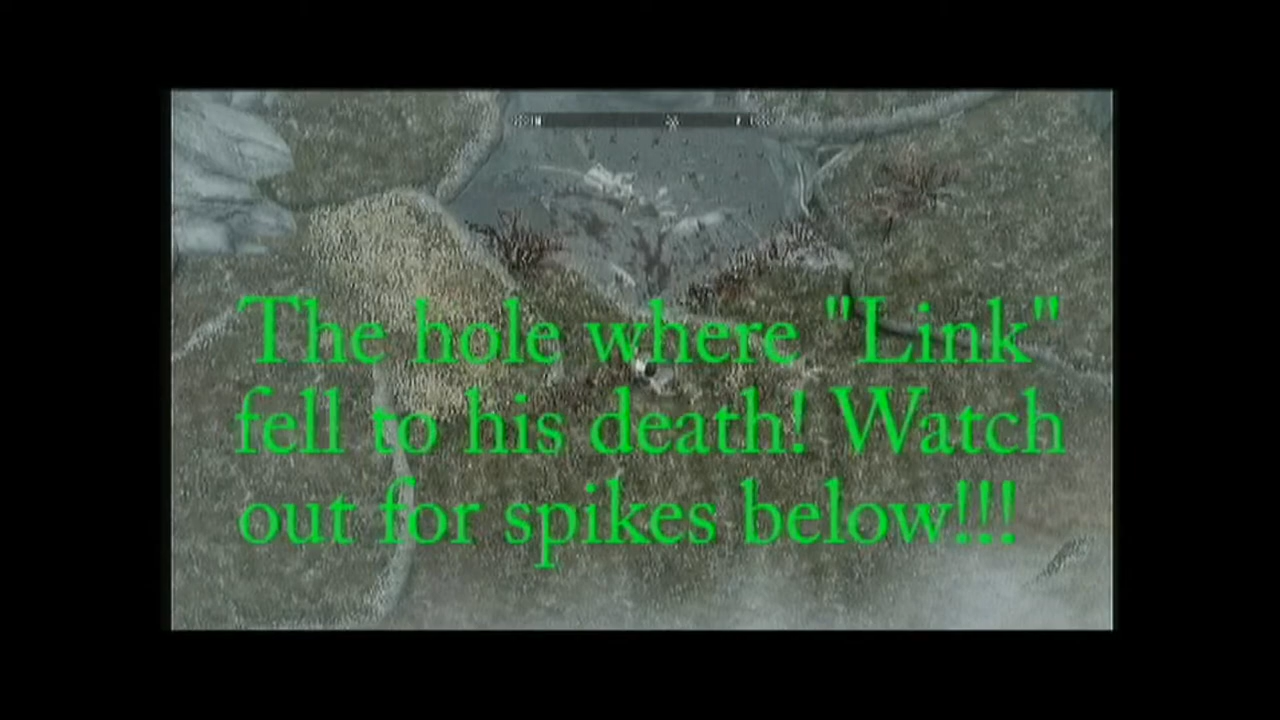 The hole where "Link"
fell to his death! Watch
out for spikes below!!!